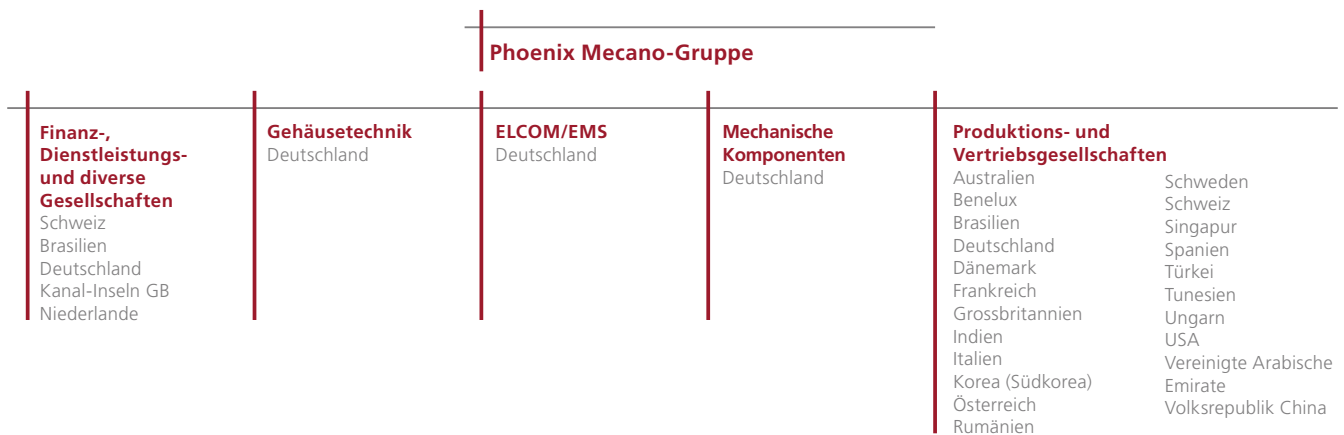 Phoenix Mecano-Gruppe
Finanz-,
Dienstleistungs-
und diverse
Gesellschaften
Schweiz
Brasilien
Deutschland
Kanal-Inseln GB
Niederlande
Gehäusetechnik
Deutschland
ELCOM/EMS
Deutschland
Mechanische
Komponenten
Deutschland
Produktions- und
Vertriebsgesellschaften
Australien
Benelux
Brasilien
Deutschland
Dänemark
Frankreich
Grossbritannien
Indien
Italien
Korea (Südkorea)
Österreich
Rumänien
Schweden
Schweiz
Singapur
Spanien
Türkei
Tunesien
Ungarn
USA
Vereinigte Arabische
Emirate
Volksrepublik China